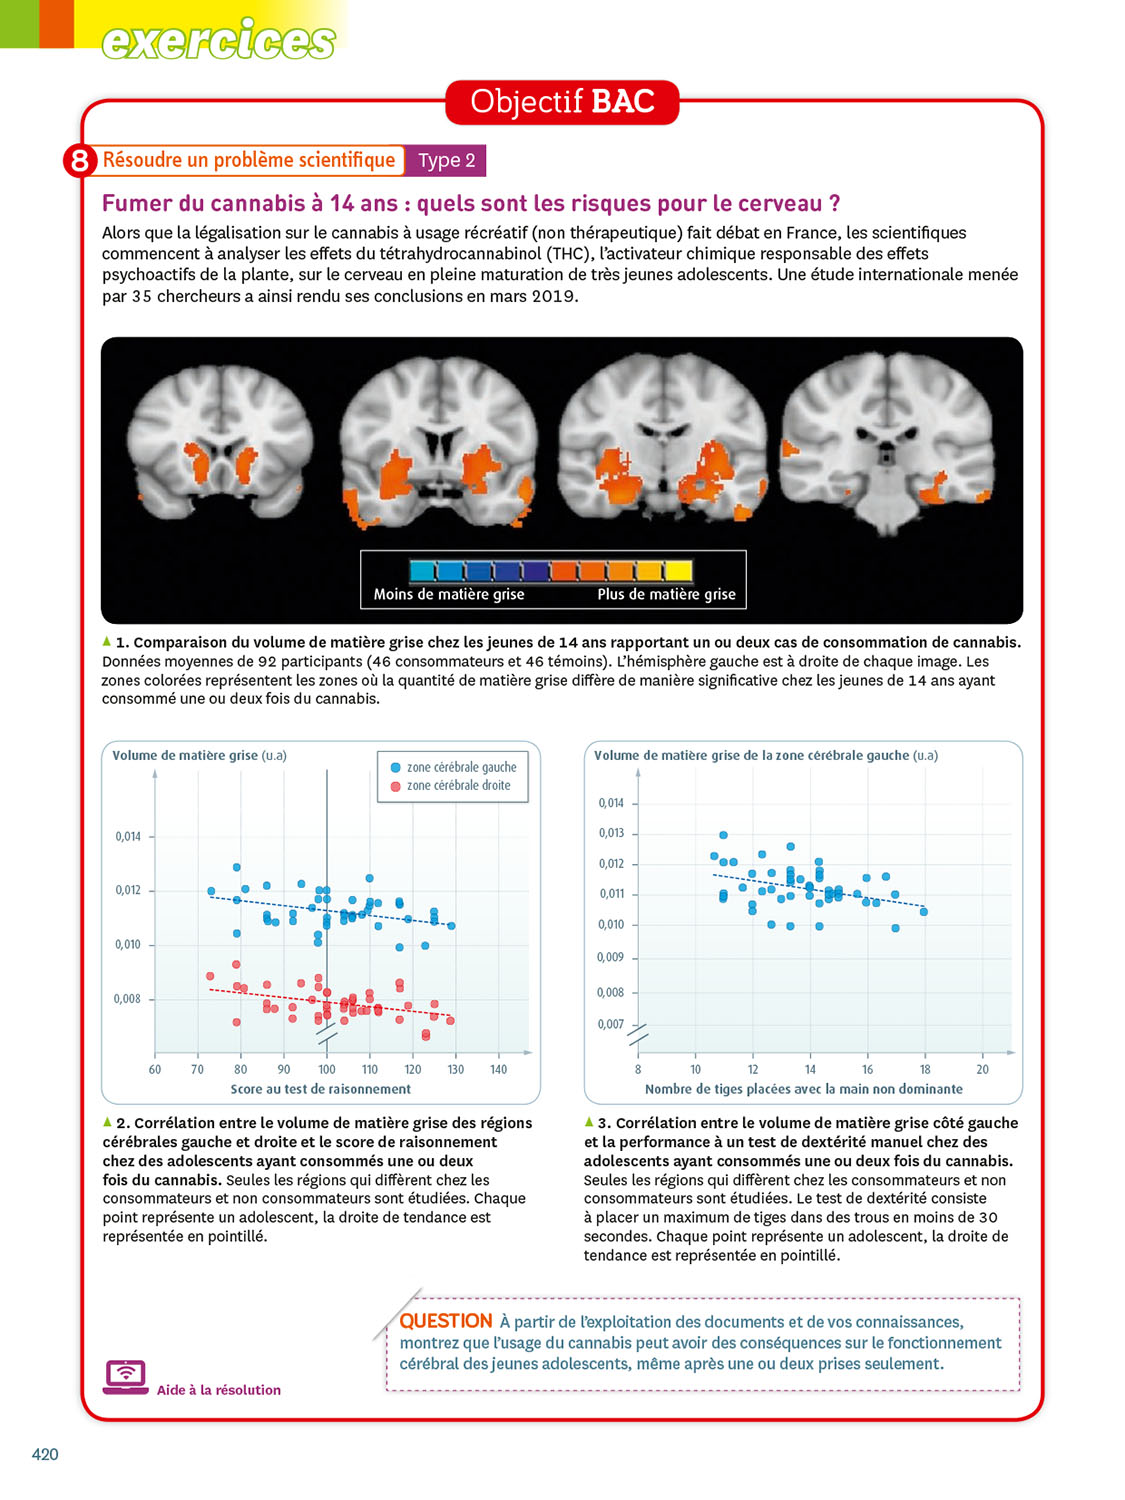 exercices
Objectif BAC
8 Résoudre un problème scientifique Type 2
Fumer du cannabis à 14 ans : quels sont les risques pour le cerveau ?
Alors que la légalisation sur le cannabis à usage récréatif (non thérapeutique) fait débat en France, les scientifiques
commencent à analyser les effets du tétrahydrocannabinol (THC), l'activateur chimique responsable des effets
psychoactifs de la plante, sur le cerveau en pleine maturation de très jeunes adolescents. Une étude internationale menée
par 35 chercheurs a ainsi rendu ses conclusions en mars 2019.
Moins de matière grise Plus de matière grise
1. Comparaison du volume de matière grise chez les jeunes de 14 ans rapportant un ou deux cas de consommation de cannabis.
Données moyennes de 92 participants (46 consommateurs et 46 témoins). L'hémisphère gauche est à droite de chaque image. Les
zones colorées représentent les zones où la quantité de matière grise diffère de manière significative chez les jeunes de 14 ans ayant
consommé une ou deux fois du cannabis.
Volume de matière grise (u.a)
zone cérébrale gauche
zone cérébrale droite
0,014
0,012
0,010
0,008
60 70 80 90 100 110 120 130 140
Score au test de raisonnement
2. Corrélation entre le volume de matière grise des régions
cérébrales gauche et droite et le score de raisonnement
chez des adolescents ayant consommés une ou deux
fois du cannabis. Seules les régions qui diffèrent chez les
consommateurs et non consommateurs sont étudiées. Chaque
point représente un adolescent, la droite de tendance est
représentée en pointillé.
Volume de matière grise de la zone cérébrale gauche (u.a)
0,014
0,013
0,012
0,011
0,010
0,009
0,008
0,007
8 10 12 14 16 18 20
Nombre de tiges placées avec la main non dominante
3. Corrélation entre le volume de matière grise côté gauche
et la performance à un test de dextérité manuel chez des
adolescents ayant consommés une ou deux fois du cannabis.
Seules les régions qui diffèrent chez les consommateurs et non
consommateurs sont étudiées. Le test de dextérité consiste
à placer un maximum de tiges dans des trous en moins de 30
secondes. Chaque point représente un adolescent, la droite de
tendance est représentée en pointillé.
QUESTION À partir de l'exploitation des documents et de vos connaissances,
montrez que l'usage du cannabis peut avoir des conséquences sur le fonctionnement
cérébral des jeunes adolescents, même après une ou deux prises seulement.
Aide à la résolution
420